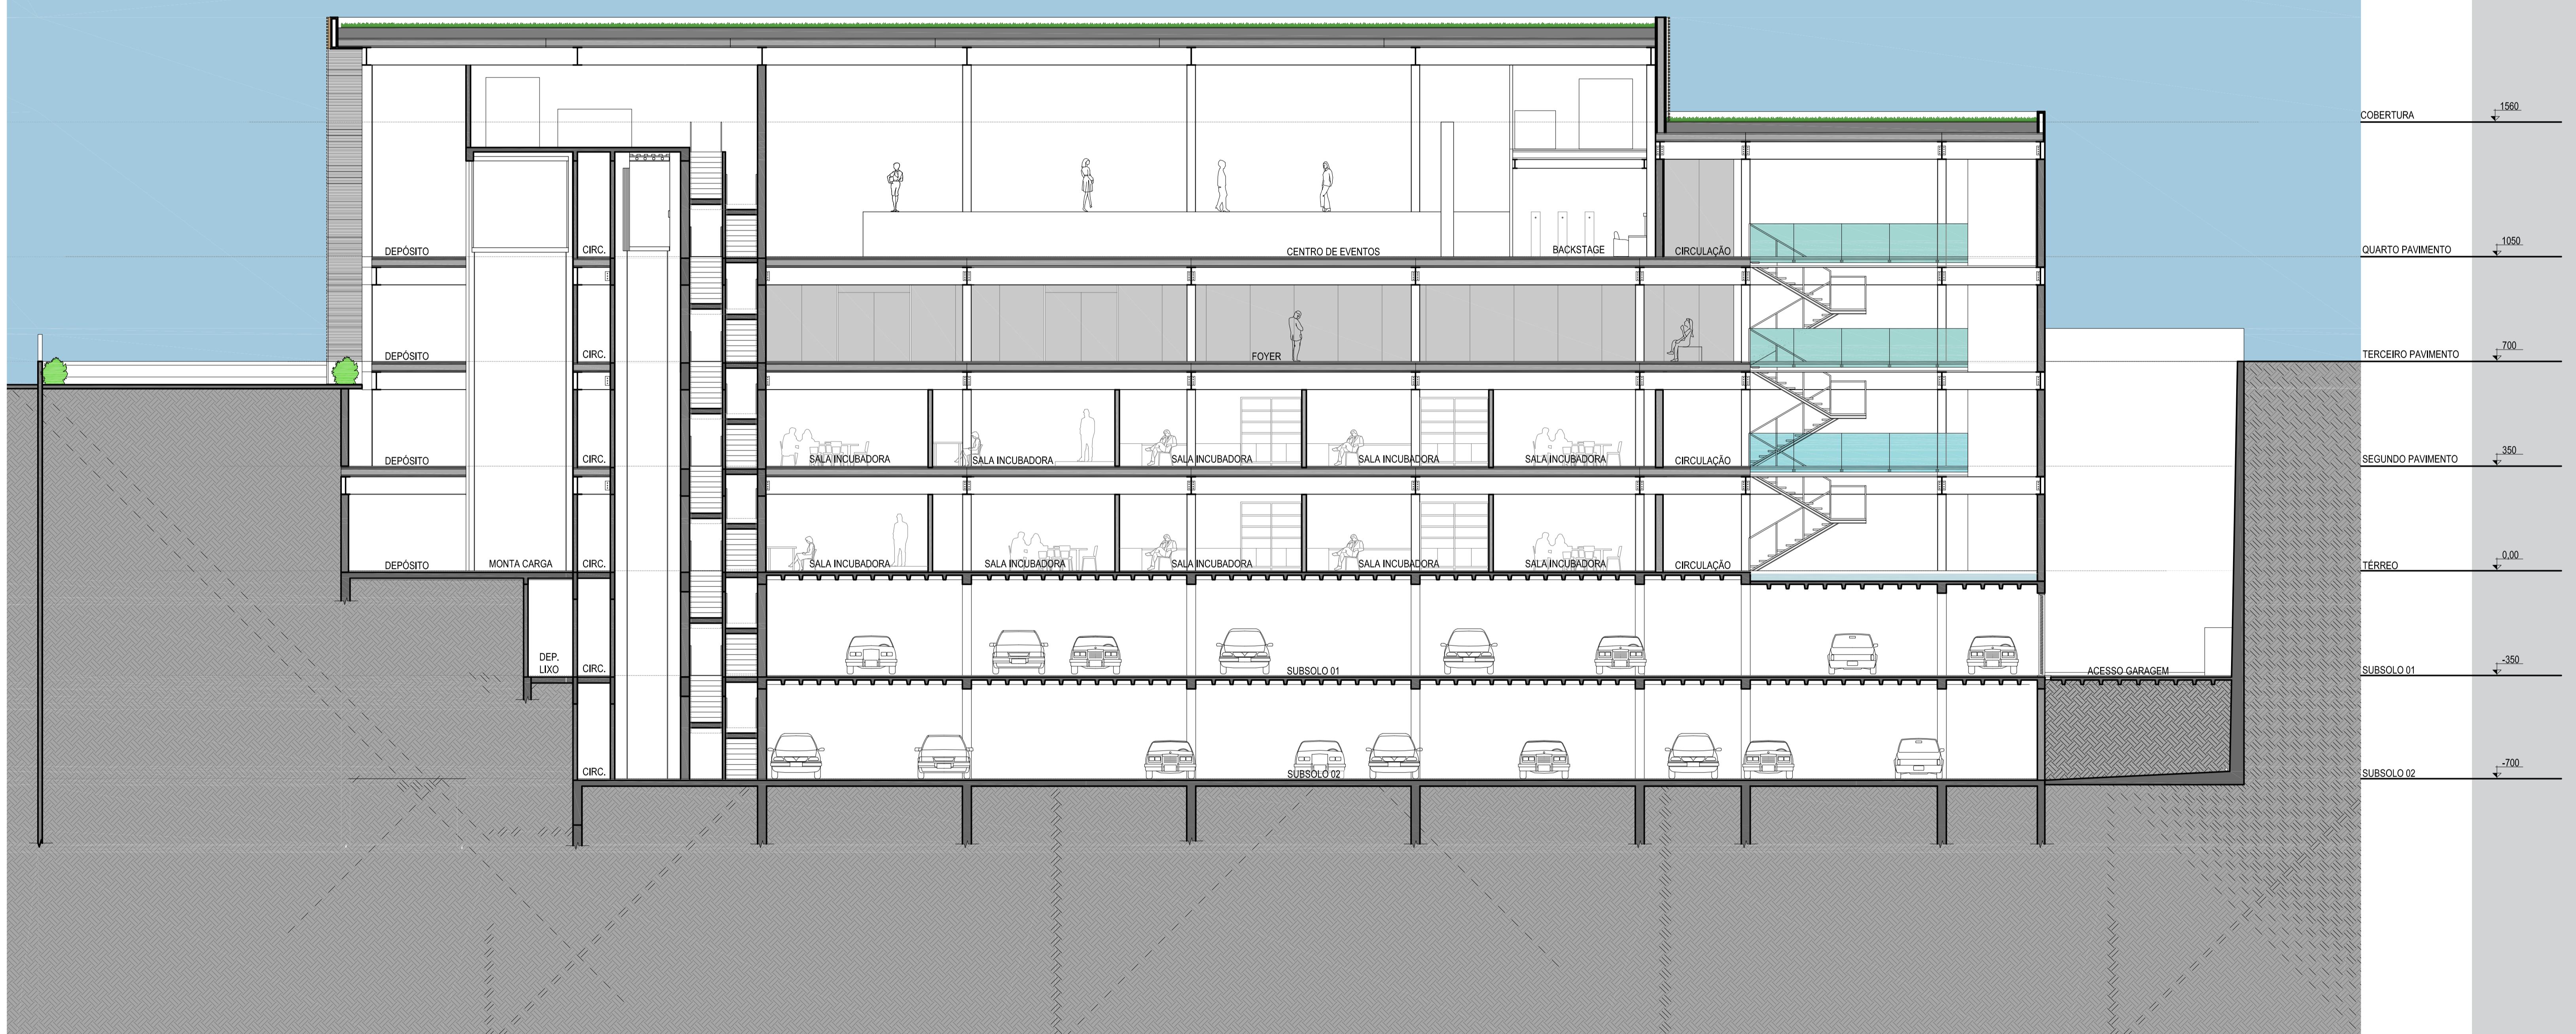 1560
COBERTURA
DEPÓSITO
CIRC.
CENTRO DE EVENTOS
BACKSTAGE
CIRCULAÇÃO
1050
QUARTO PAVIMENTO
DEPÓSITO
CIRC.
FOYER
700
TERCEIRO PAVIMENTO
DEPÓSITO
CIRC.
SALA INCUBADORA
SALA INCUBADORA
SALA INCUBADORA
SALA INCUBADORA
SALA INCUBADORA
CIRCULAÇÃO
350
SEGUNDO PAVIMENTO
DEPÓSITO
MONTA CARGA
CIRC.
SALA INCUBADORA
SALA INCUBADORA
SALA INCUBADORA
SALA INCUBADORA
SALA INCUBADORA
CIRCULAÇÃO
0,00
TÉRREO
DEP.
LIXO
CIRC.
SUBSOLO 01
ACESSO GARAGEM
-350
SUBSOLO 01
CIRC.
SUBSOLO 02
-700
SUBSOLO 02